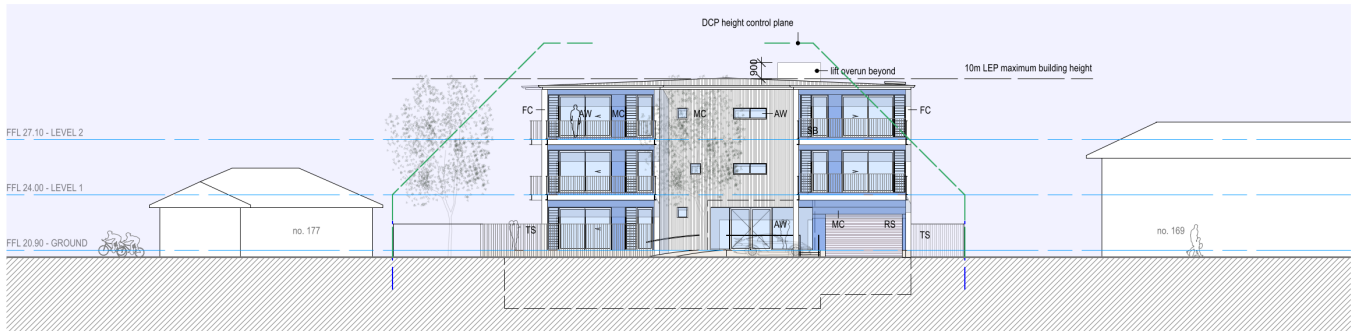 DCP height control plane
900
lift overun beyond
10m LEP maximum building height
FC
AW
MC
MC
AW
FC
SB
FFL 27.10 - LEVEL 2
FFL 24.00 - LEVEL 1
no. 177
TS
AW
MC
RS
TS
no. 169
FFL 20.90 - GROUND